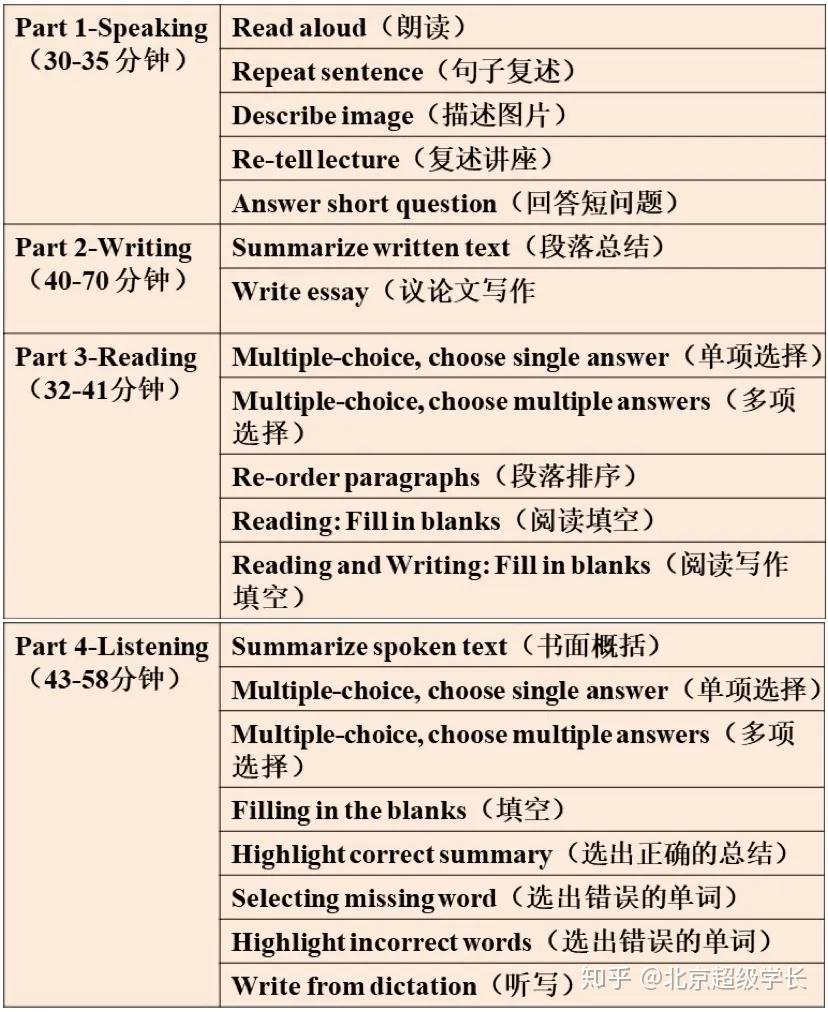 Part 1-Speaking
（30-35 分钟）
Read aloud（朗读）
Repeat sentence（句子复述）
Describe image（描述图片）
Re-tell lecture（复述讲座）
Answer short question（回答短问题）
Part 2-Writing
（40-70 分钟）
Summarize written text（段落总结）
Write essay（议论文写作
Part 3-Reading
（32-41分钟）
Multiple-choice, choose single answer（单项选择）
Multiple-choice, choose multiple answers（多项
选择）
Re-order paragraphs（段落排序）
Reading: Fill in blanks（阅读填空）
Reading and Writing: Fill in blanks（阅读写作
填空）
Part 4-Listening
（43-58分钟）
Summarize spoken text（书面概括）
Multiple-choice, choose single answer（单项选择）
Multiple-choice, choose multiple answers（多项
选择）
Filling in the blanks（填空）
Highlight correct summary（选出正确的总结）
Selecting missing word（选出错误的单词）
Highlight incorrect words（选出错误的单词）
Write from dictation（听写）
知乎 @北京超级学长